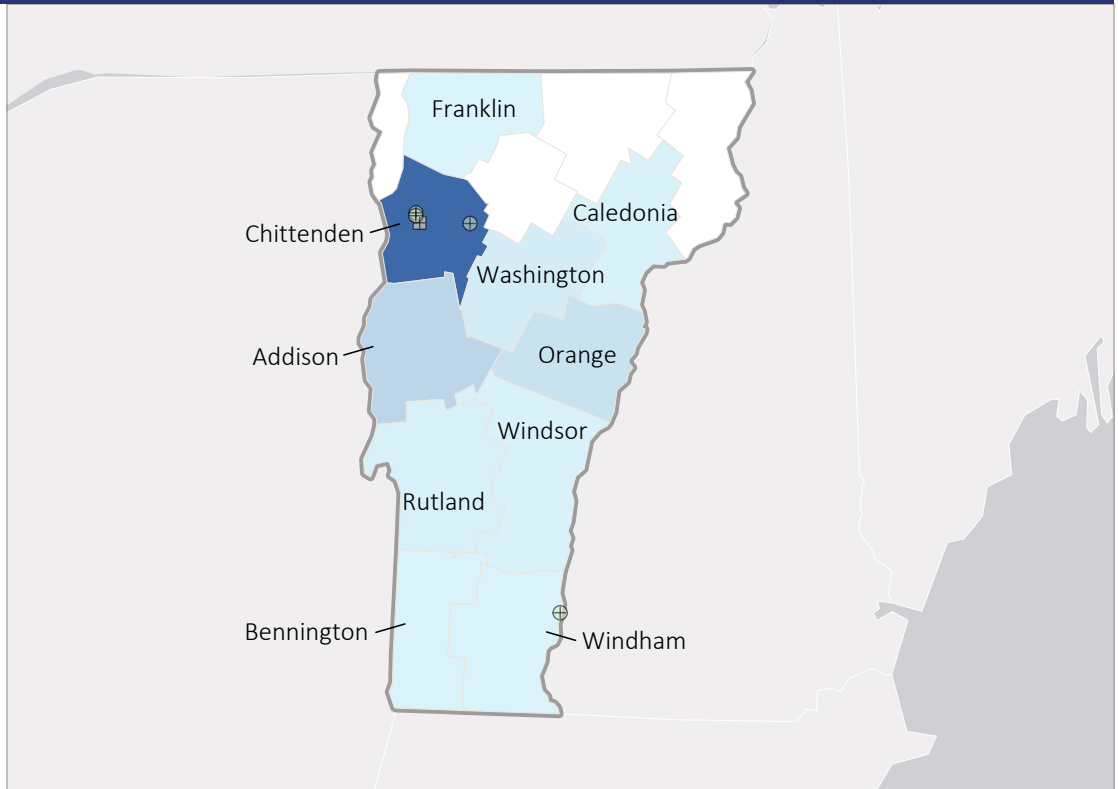 Franklin
Caledonia
Chittenden
Washington
Addison
Orange
Windsor
Rutland
Bennington
Windham